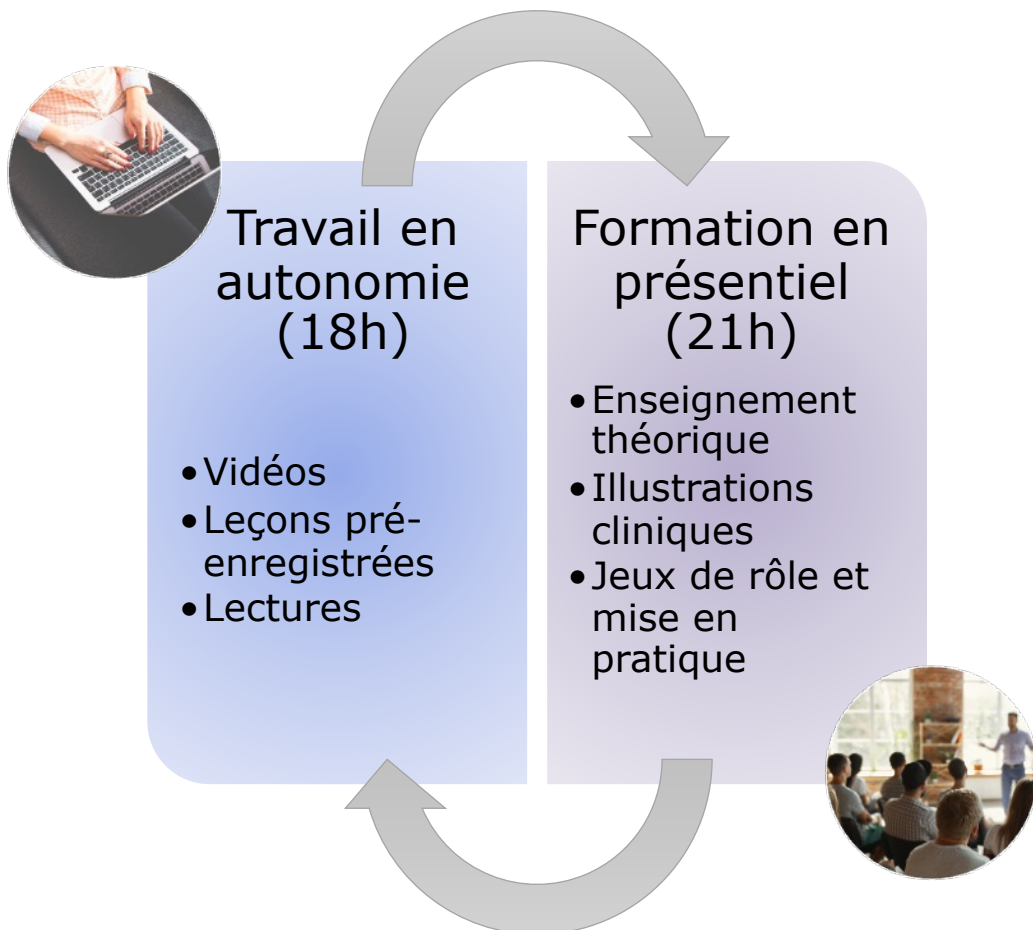 Travail en
autonomie
(18h)
• Vidéos
• Leçons pré-
enregistrées
• Lectures
Formation en
présentiel
(21h)
• Enseignement
théorique
• Illustrations
cliniques
• Jeux de rôle et
mise en
pratique